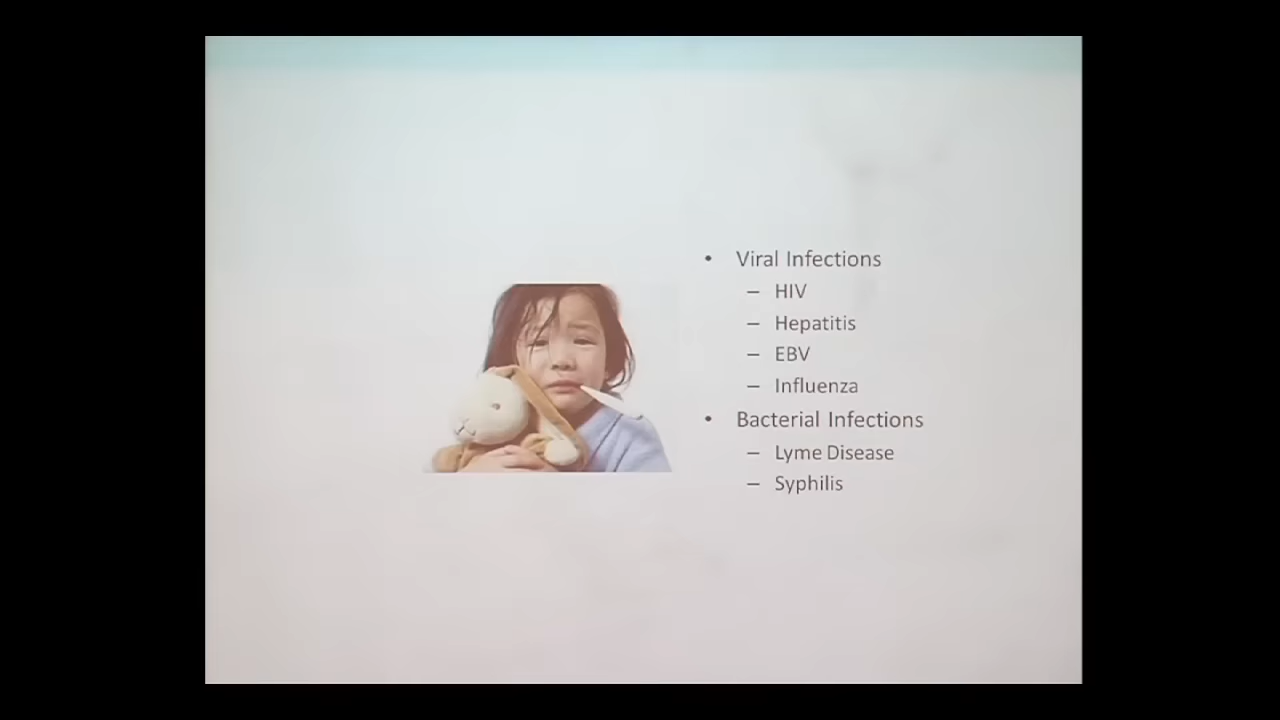 • Viral Infections
– HIV
– Hepatitis
– EBV
– Influenza
• Bacterial Infections
– Lyme Disease
– Syphilis